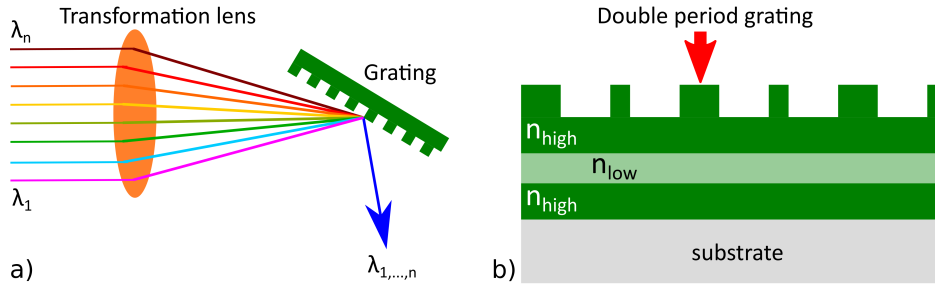 Transformation lens
λn
Grating
λ1
λ1,...,n
a)
Double period grating
nhigh
nlow
nhigh
substrate
b)